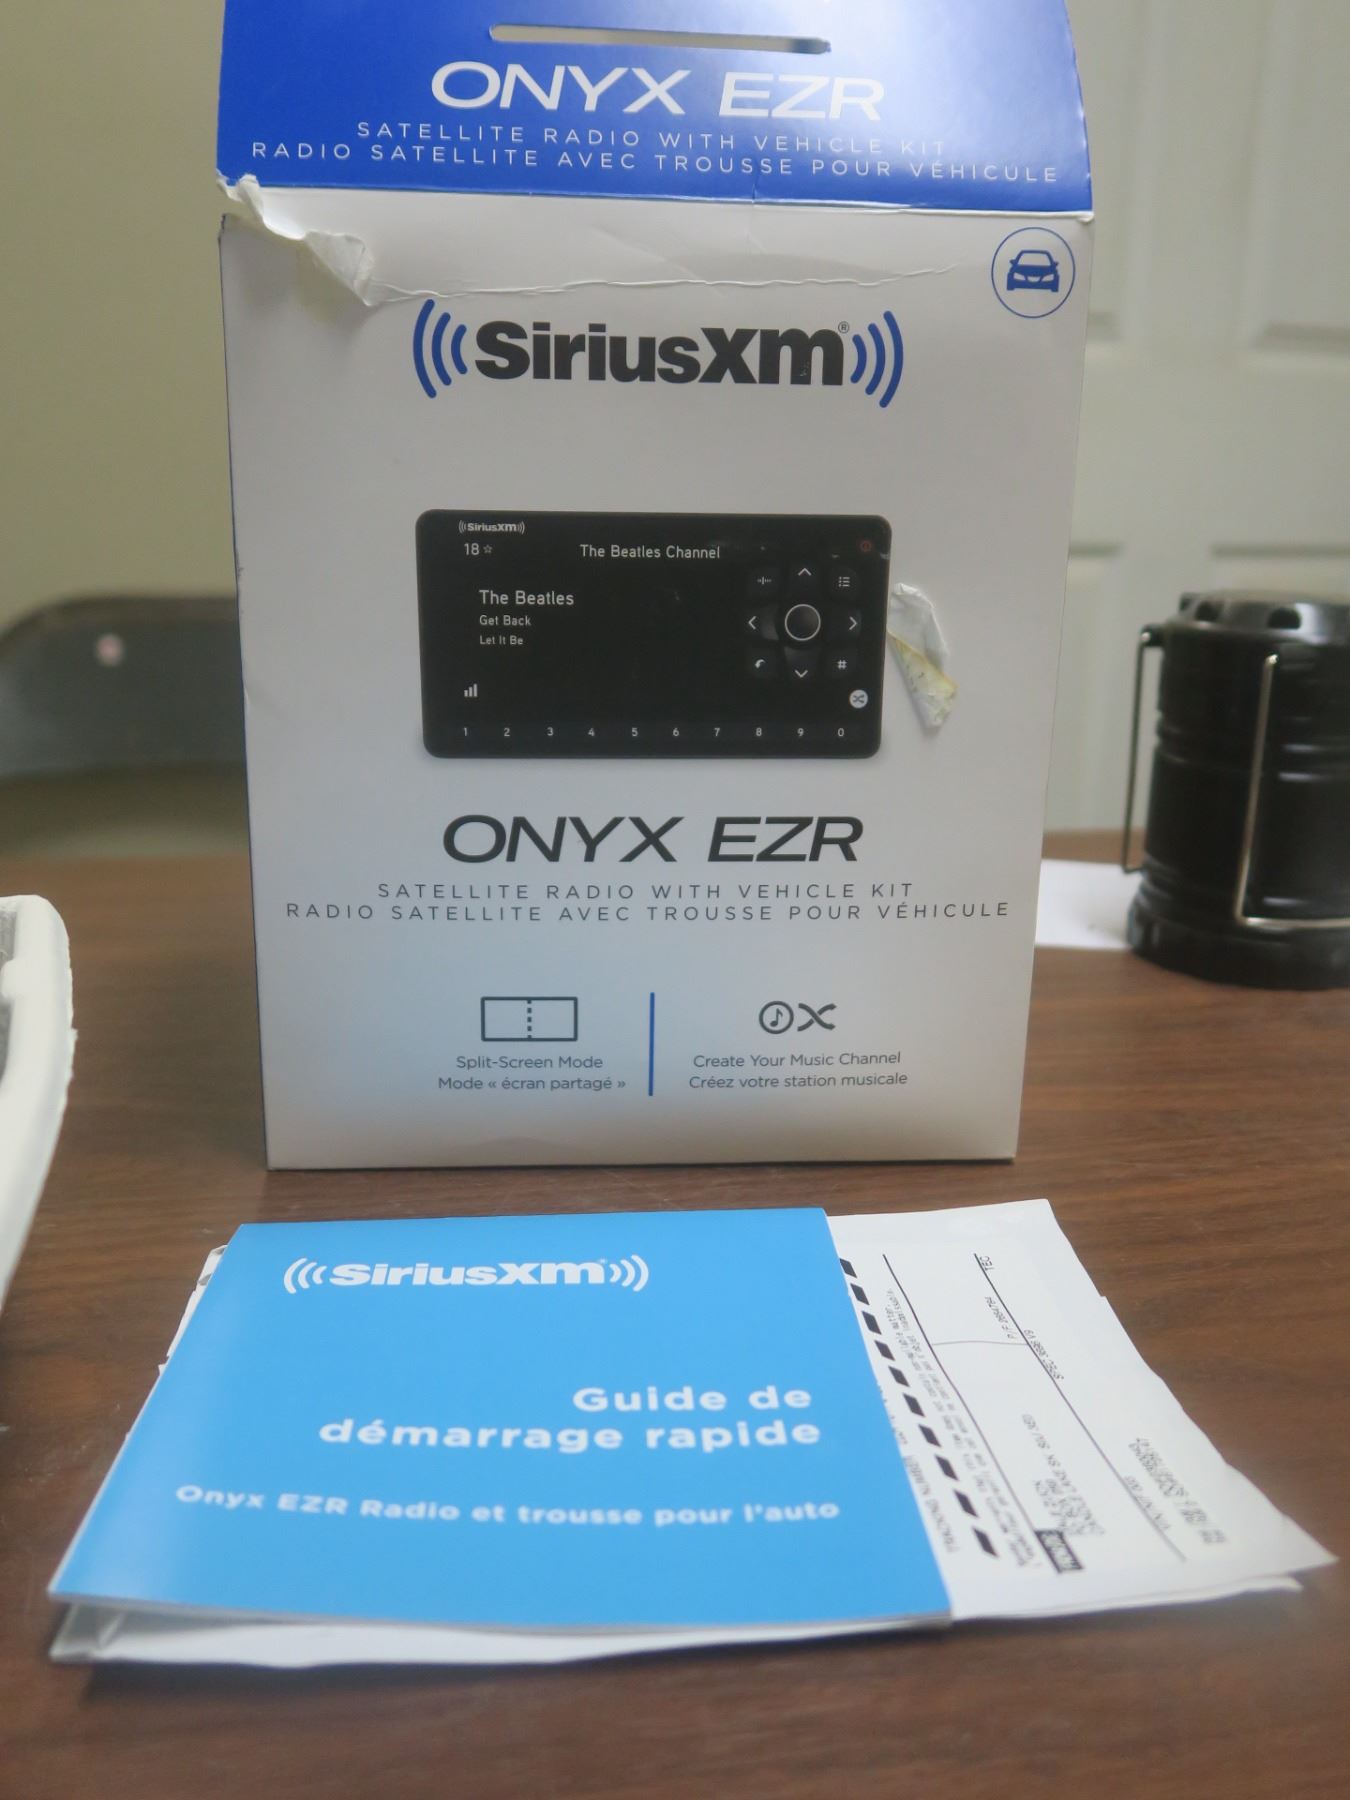 ONYX EZR
SATELLITE RADIO WITH VEHICLE KIT
RADIO SATELLITE AVEC TROUSSE POUR VÉHICULE
SiriusXM®
SiriusXM
18
The Beatles Channel
The Beatles
Get Back
Let It Be
#
1 2 3 4 5 6 7 8 9 0
ONYX EZR
SATELLITE RADIO WITH VEHICLE KIT
RADIO SATELLITE AVEC TROUSSE POUR VÉHICULE
Split-Screen Mode
Mode « écran partagé »
Create Your Music Channel
Créez votre station musicale
SiriusXM
Guide de
démarrage rapide
Onyx EZR Radio et trousse pour l'auto
TRACKING NUMBER